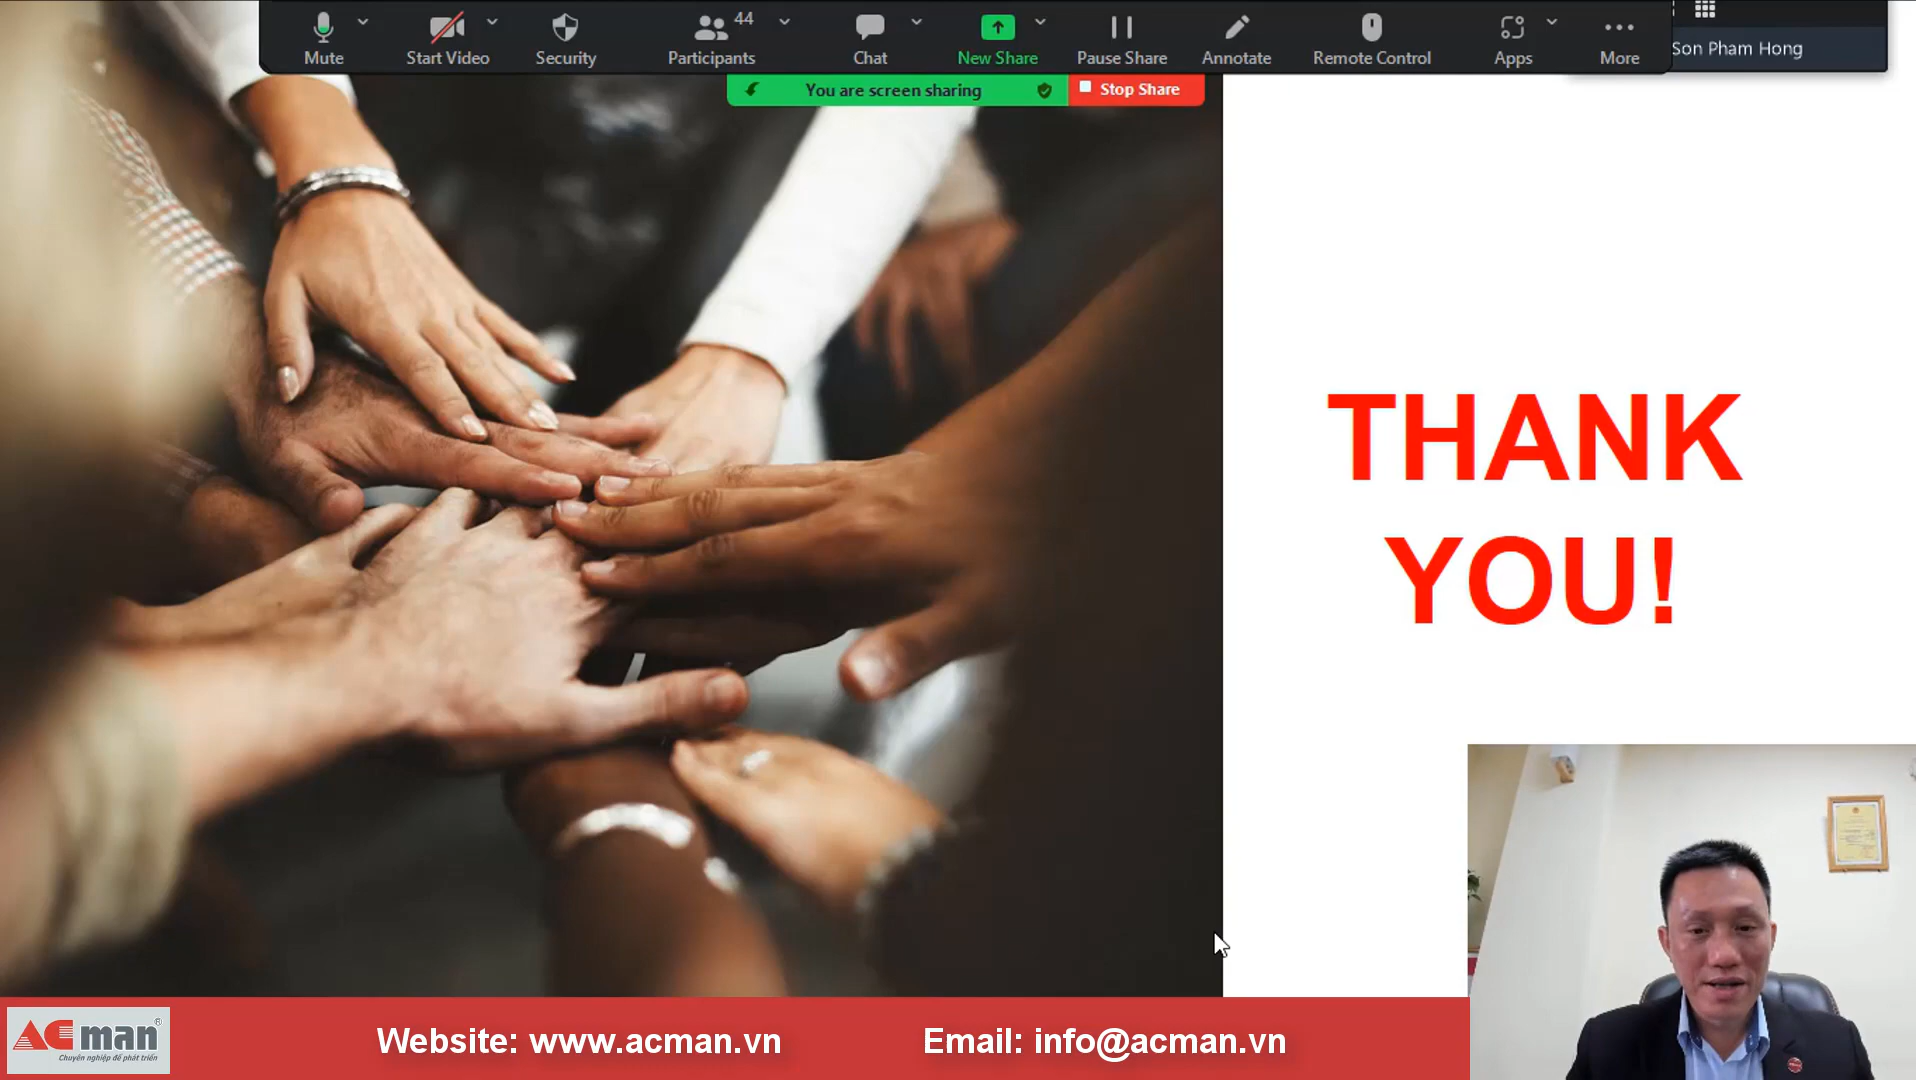 44
Mute
Start Video
Security
Participants
Chat
New Share
Pause Share
Annotate
Remote Control
Apps
More
Son Pham Hong
You are screen sharing
Stop Share
THANK
YOU!
ACman®
Chuyên nghiệp để phát triển
Website: www.acman.vn
Email: info@acman.vn